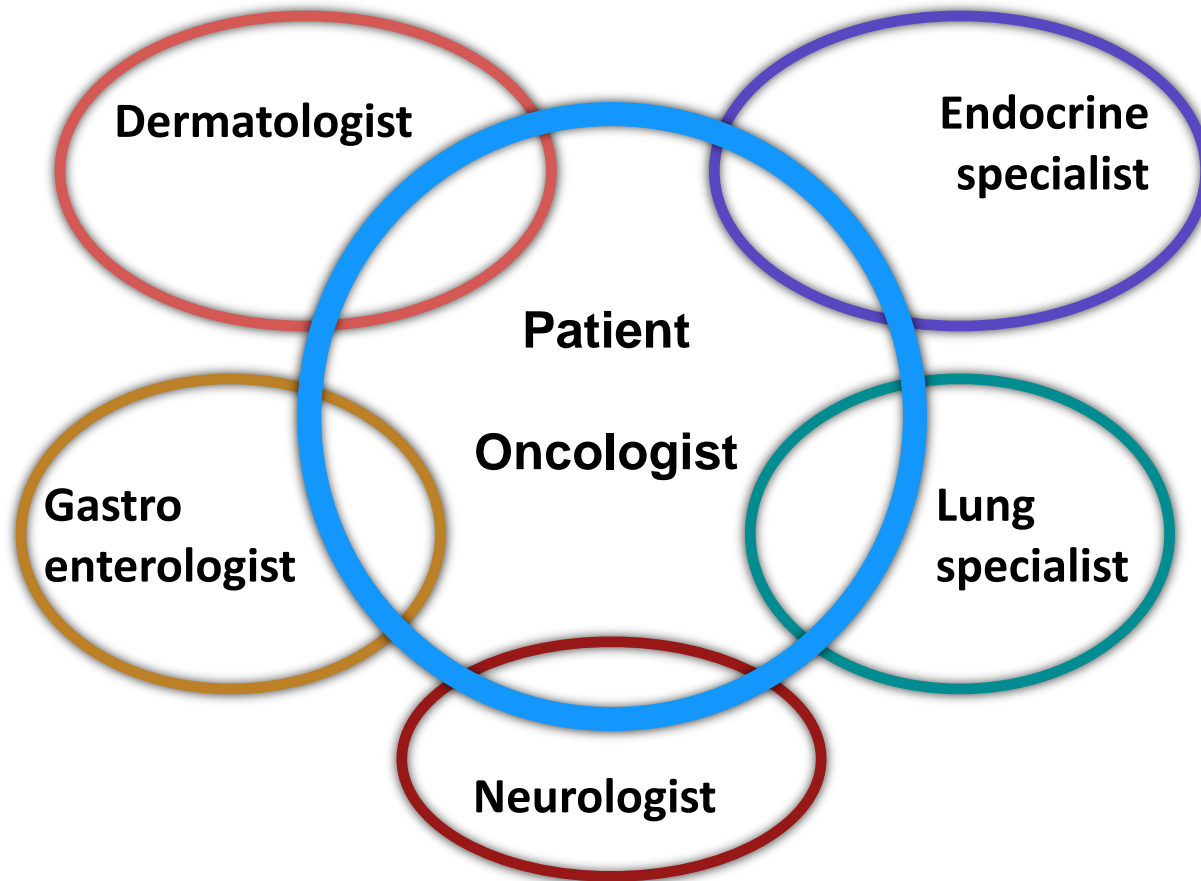 Dermatologist
Endocrine
specialist
Patient
Oncologist
Gastro
enterologist
Lung
specialist
Neurologist